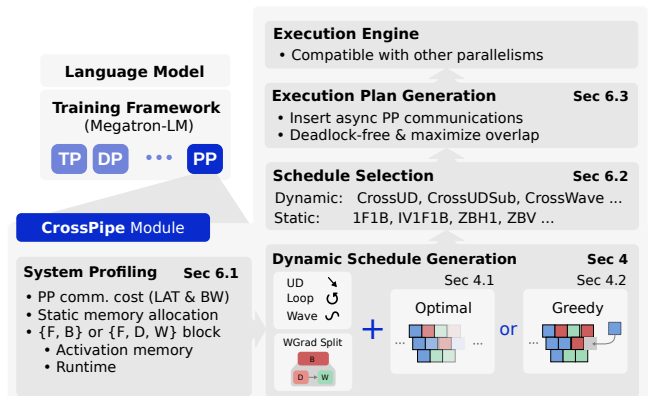 Language Model
Training Framework
(Megatron-LM)
TP DP ••• PP
CrossPipe Module
System Profiling Sec 6.1
• PP comm. cost (LAT & BW)
• Static memory allocation
• {F, B} or {F, D, W} block
• Activation memory
• Runtime
Execution Engine
• Compatible with other parallelisms
Execution Plan Generation Sec 6.3
• Insert async PP communications
• Deadlock-free & maximize overlap
Schedule Selection Sec 6.2
Dynamic: CrossUD, CrossUDSub, CrossWave ...
Static: 1F1B, IV1F1B, ZBH1, ZBV ...
Dynamic Schedule Generation Sec 4
UD ↘
Loop ↺
Wave
WGrad Split
B
D → W
+
Sec 4.1
Optimal
... ...
or
Sec 4.2
Greedy
...